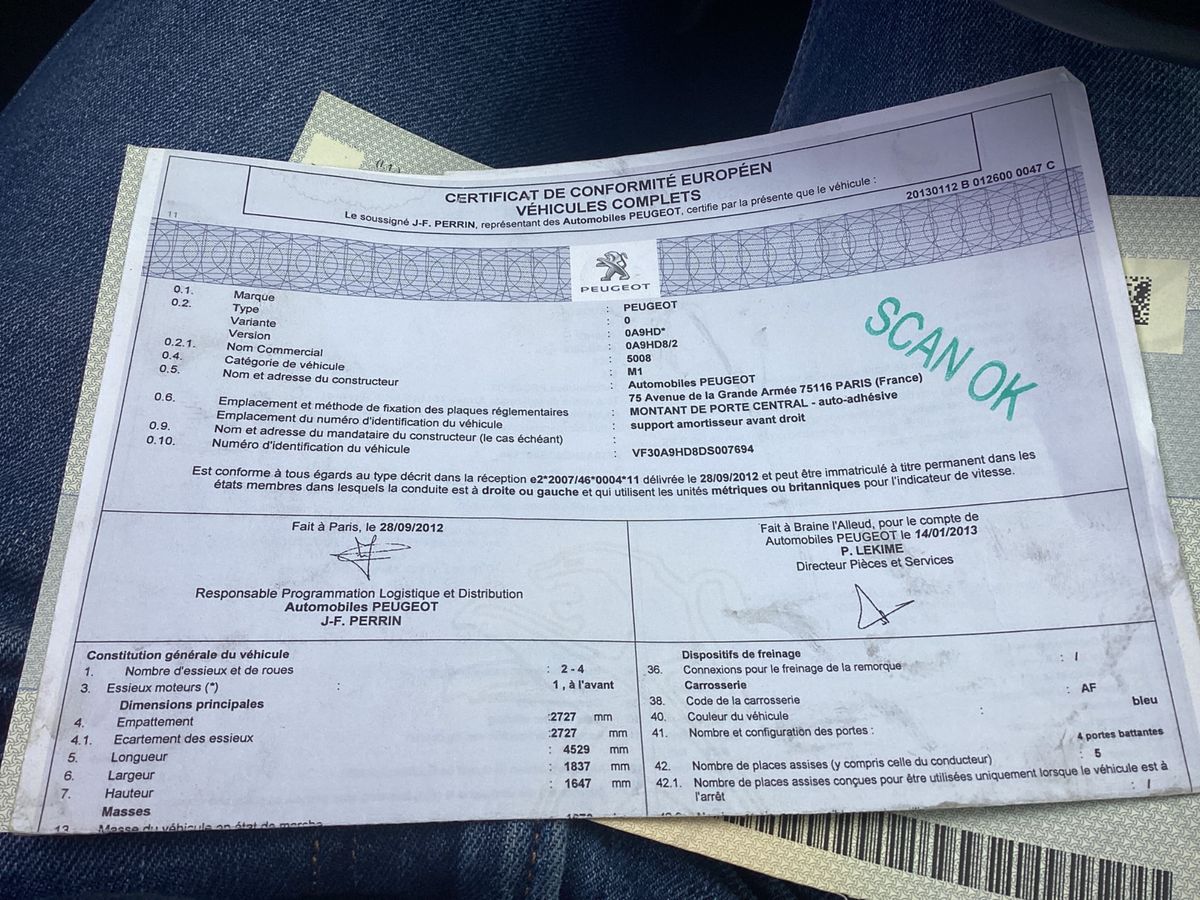 CERTIFICAT DE CONFORMITÉ EUROPÉEN
VÉHICULES COMPLETS
Le soussigné J-F. PERRIN, représentant des Automobiles PEUGEOT, certifie par la présente que le véhicule :
20130112 B 012600 0047 C
11
PEUGEOT
0.1. Marque : PEUGEOT
0.2. Type : 0
Variante : 0A9HD*
Version : 0A9HD8/2
0.2.1. Nom Commercial : 5008
0.4. Catégorie de véhicule : M1
0.5. Nom et adresse du constructeur : Automobiles PEUGEOT
75 Avenue de la Grande Armée 75116 PARIS (France)
0.6. Emplacement et méthode de fixation des plaques réglementaires : MONTANT DE PORTE CENTRAL - auto-adhésive
Emplacement du numéro d'identification du véhicule : support amortisseur avant droit
0.9. Nom et adresse du mandataire du constructeur (le cas échéant) :
0.10. Numéro d'identification du véhicule : VF30A9HD8DS007694
SCAN OK
Est conforme à tous égards au type décrit dans la réception e2*2007/46*0004*11 délivrée le 28/09/2012 et peut être immatriculé à titre permanent dans les
états membres dans lesquels la conduite est à droite ou gauche et qui utilisent les unités métriques ou britanniques pour l'indicateur de vitesse.
Fait à Paris, le 28/09/2012
Responsable Programmation Logistique et Distribution
Automobiles PEUGEOT
J-F. PERRIN
Fait à Braine l'Alleud, pour le compte de
Automobiles PEUGEOT le 14/01/2013
P. LEKIME
Directeur Pièces et Services
Constitution générale du véhicule
1. Nombre d'essieux et de roues : 2 - 4
3. Essieux moteurs (*) : 1 , à l'avant
Dimensions principales
4. Empattement :2727 mm
4.1. Ecartement des essieux :2727 mm
5. Longueur : 4529 mm
6. Largeur : 1837 mm
7. Hauteur : 1647 mm
Masses
13. Masse du véhicule en état de marche
Dispositifs de freinage
36. Connexions pour le freinage de la remorque : /
Carrosserie
38. Code de la carrosserie : AF
40. Couleur du véhicule : bleu
41. Nombre et configuration des portes :
4 portes battantes
42. Nombre de places assises (y compris celle du conducteur) : 5
42.1. Nombre de places assises conçues pour être utilisées uniquement lorsque le véhicule est à
l'arrêt : /